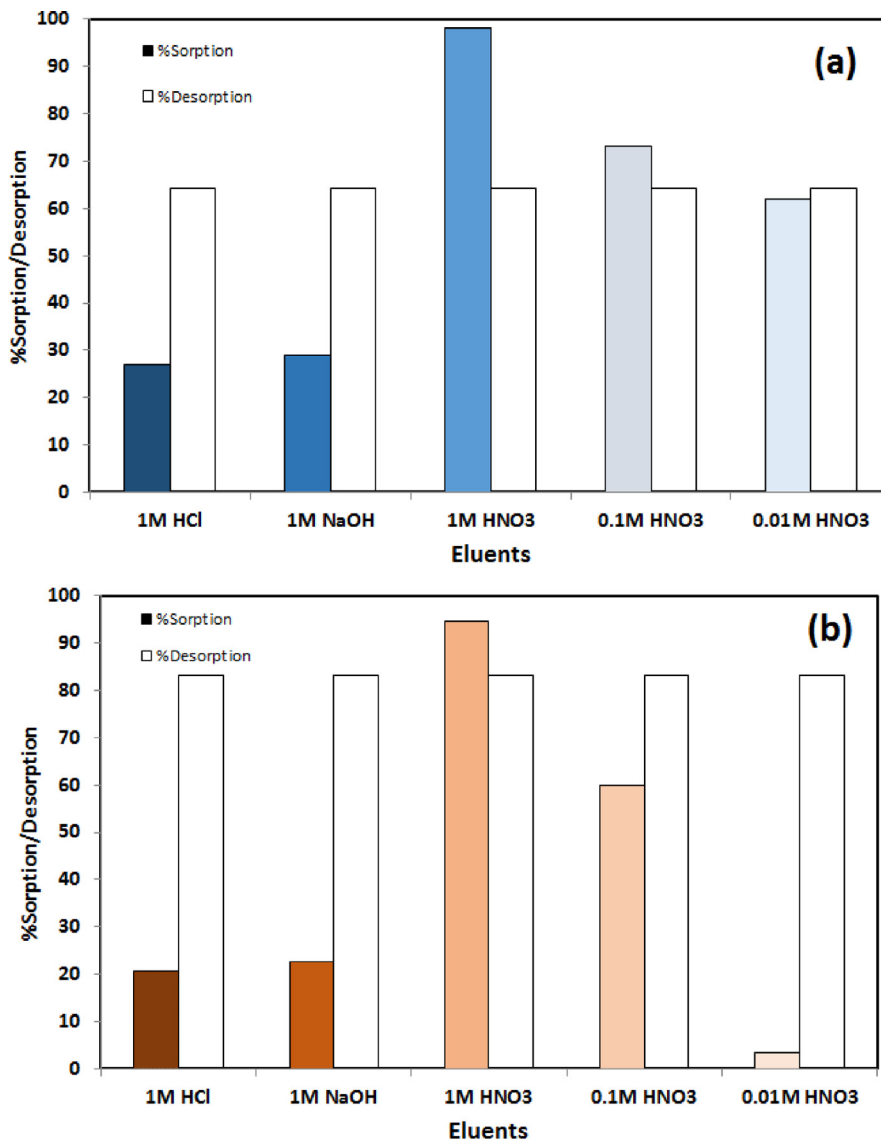 100
90
80
70
60
50
40
30
20
10
0
%Sorption/Desorption
%Sorption
%Desorption
(a)
1M HCl 1M NaOH 1M HNO3 0.1M HNO3 0.01M HNO3
Eluents
100
90
80
70
60
50
40
30
20
10
0
%Sorption/Desorption
%Sorption
%Desorption
(b)
1M HCl 1M NaOH 1M HNO3 0.1M HNO3 0.01M HNO3
Eluents